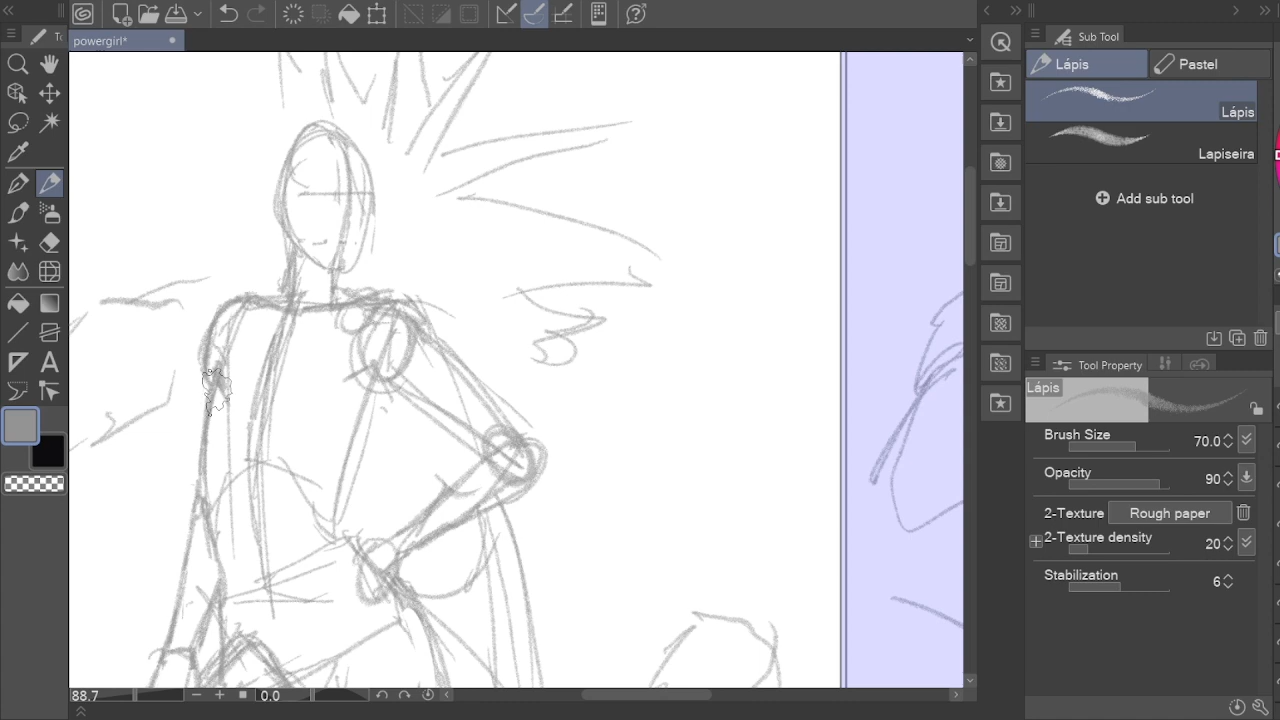 To
powergirl*
Sub Tool
Lápis
Pastel
Lápis
Lapiseira
Add sub tool
Tool Property
Lápis
Brush Size 70.0
Opacity 90
2-Texture Rough paper
2-Texture density 20
Stabilization 6
88.7
0.0